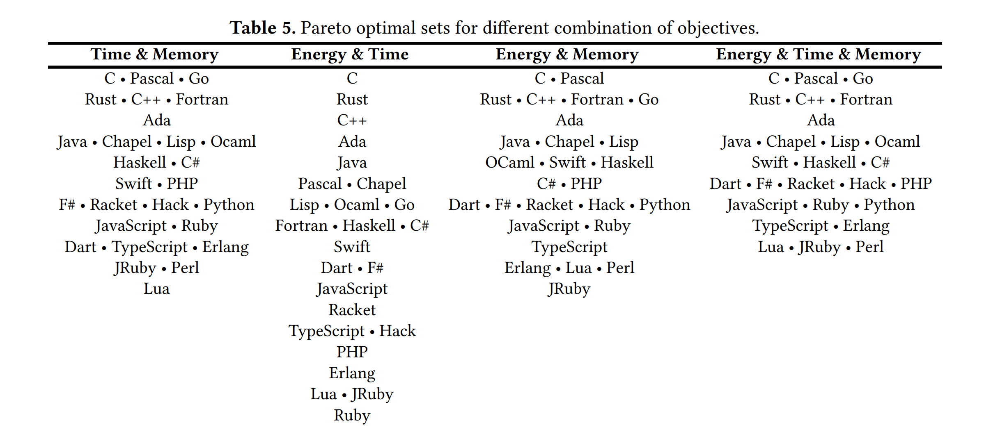 Table 5. Pareto optimal sets for different combination of objectives.
Time & Memory Energy & Time Energy & Memory Energy & Time & Memory
C • Pascal • Go C C • Pascal C • Pascal • Go
Rust • C++ • Fortran Rust Rust • C++ • Fortran • Go Rust • C++ • Fortran
Ada C++ Ada Ada
Java • Chapel • Lisp • Ocaml Ada Java • Chapel • Lisp Java • Chapel • Lisp • Ocaml
Haskell • C# Java OCaml • Swift • Haskell Swift • Haskell • C#
Swift • PHP Pascal • Chapel C# • PHP Dart • F# • Racket • Hack • PHP
F# • Racket • Hack • Python Lisp • Ocaml • Go Dart • F# • Racket • Hack • Python JavaScript • Ruby • Python
JavaScript • Ruby Fortran • Haskell • C# JavaScript • Ruby TypeScript • Erlang
Dart • TypeScript • Erlang Swift TypeScript Lua • JRuby • Perl
JRuby • Perl Dart • F# Erlang • Lua • Perl
Lua JavaScript JRuby
Racket
TypeScript • Hack
PHP
Erlang
Lua • JRuby
Ruby